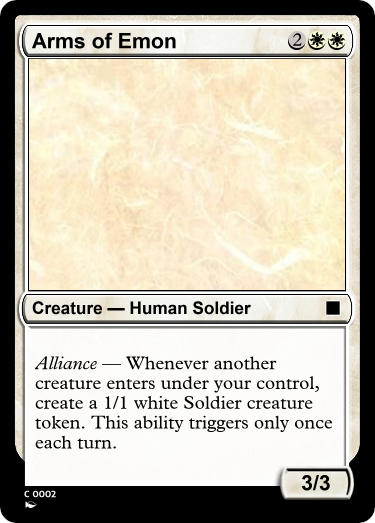 Arms of Emon 2
Creature — Human Soldier
Alliance — Whenever another
creature enters under your control,
create a 1/1 white Soldier creature
token. This ability triggers only once
each turn.
3/3
C 0002